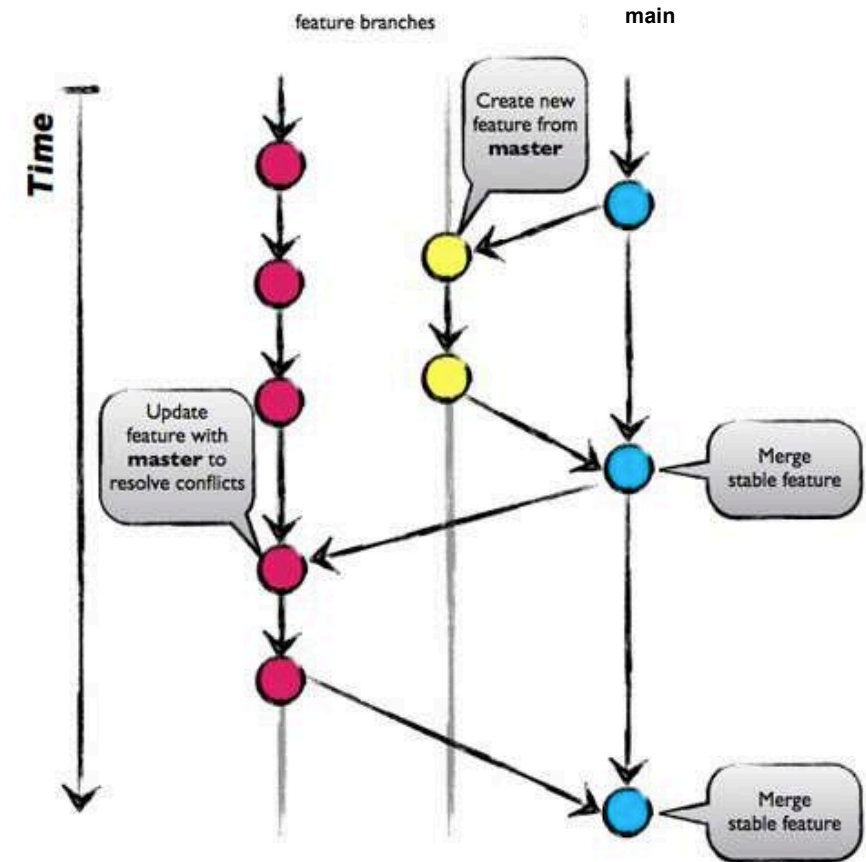 feature branches
main
Time
Create new
feature from
master
Update
feature with
master to
resolve conflicts
Merge
stable feature
Merge
stable feature